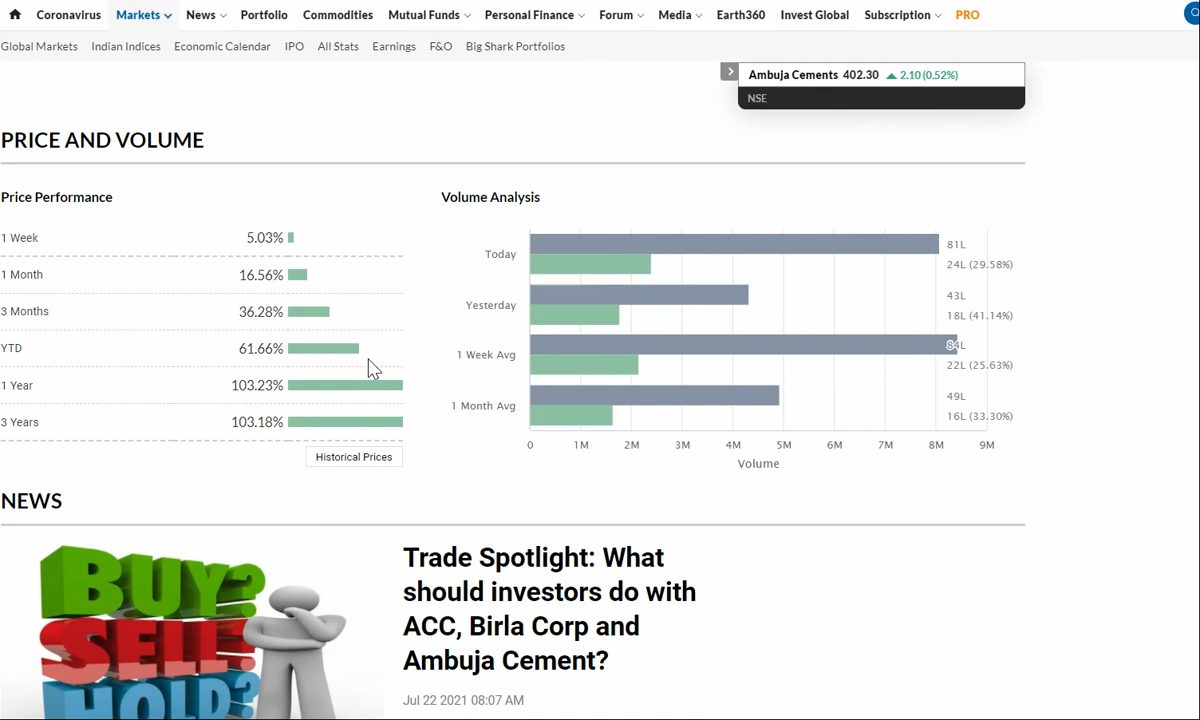 Coronavirus Markets News Portfolio Commodities Mutual Funds Personal Finance Forum Media Earth360 Invest Global Subscription PRO
Global Markets Indian Indices Economic Calendar IPO All Stats Earnings F&O Big Shark Portfolios
Ambuja Cements 402.30 2.10 (0.52%)
NSE
PRICE AND VOLUME
Price Performance
1 Week 5.03%
1 Month 16.56%
3 Months 36.28%
YTD 61.66%
1 Year 103.23%
3 Years 103.18%
Historical Prices
Volume Analysis
Today 81L
24L (29.58%)
Yesterday 43L
18L (41.14%)
1 Week Avg 84L
22L (25.63%)
1 Month Avg 49L
16L (33.30%)
0 1M 2M 3M 4M 5M 6M 7M 8M 9M
Volume
NEWS
BUY?
SELL?
HOLD?
Trade Spotlight: What
should investors do with
ACC, Birla Corp and
Ambuja Cement?
Jul 22 2021 08:07 AM